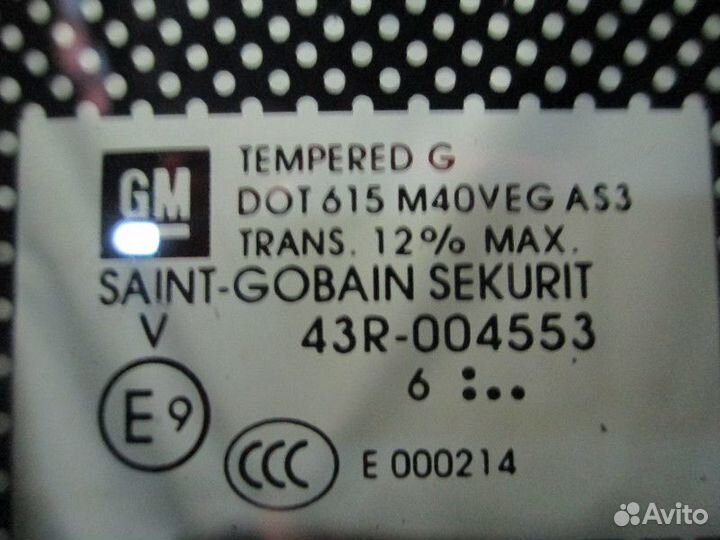 GM
TEMPERED G
DOT 615 M40VEG AS3
TRANS. 12% MAX.
SAINT-GOBAIN SEKURIT
V 43R-004553
6 :..
E9
CCC E 000214
Avito